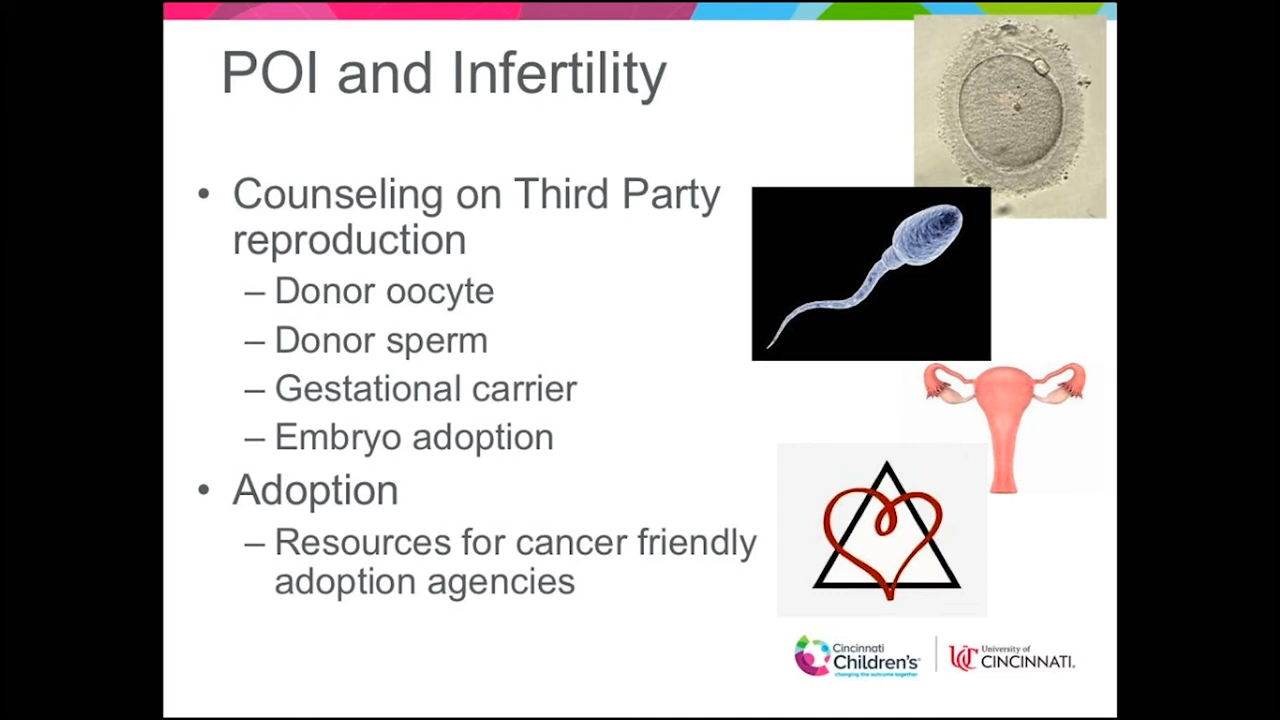 POI and Infertility
• Counseling on Third Party
reproduction
– Donor oocyte
– Donor sperm
– Gestational carrier
– Embryo adoption
• Adoption
– Resources for cancer friendly
adoption agencies
Cincinnati
Children's
changing the outcome together
UC
University of
CINCINNATI